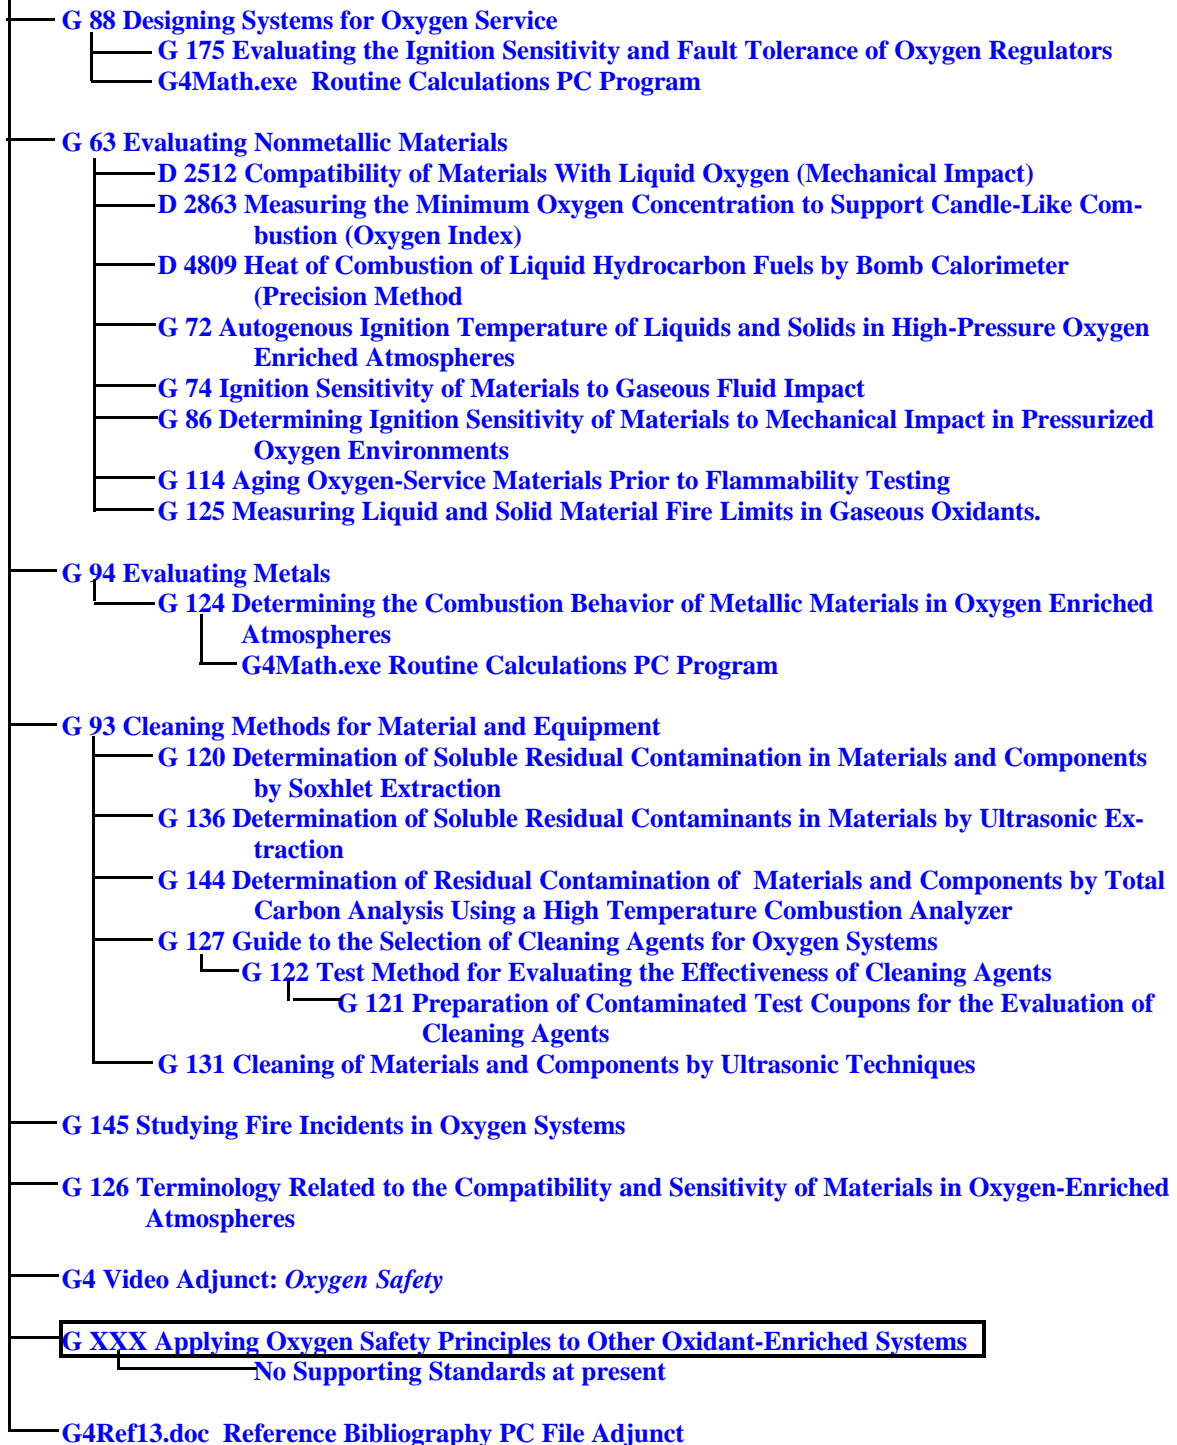 G 88 Designing Systems for Oxygen Service
G 175 Evaluating the Ignition Sensitivity and Fault Tolerance of Oxygen Regulators
G4Math.exe Routine Calculations PC Program
G 63 Evaluating Nonmetallic Materials
D 2512 Compatibility of Materials With Liquid Oxygen (Mechanical Impact)
D 2863 Measuring the Minimum Oxygen Concentration to Support Candle-Like Com-
bustion (Oxygen Index)
D 4809 Heat of Combustion of Liquid Hydrocarbon Fuels by Bomb Calorimeter
(Precision Method
G 72 Autogenous Ignition Temperature of Liquids and Solids in High-Pressure Oxygen
Enriched Atmospheres
G 74 Ignition Sensitivity of Materials to Gaseous Fluid Impact
G 86 Determining Ignition Sensitivity of Materials to Mechanical Impact in Pressurized
Oxygen Environments
G 114 Aging Oxygen-Service Materials Prior to Flammability Testing
G 125 Measuring Liquid and Solid Material Fire Limits in Gaseous Oxidants.
G 94 Evaluating Metals
G 124 Determining the Combustion Behavior of Metallic Materials in Oxygen Enriched
Atmospheres
G4Math.exe Routine Calculations PC Program
G 93 Cleaning Methods for Material and Equipment
G 120 Determination of Soluble Residual Contamination in Materials and Components
by Soxhlet Extraction
G 136 Determination of Soluble Residual Contaminants in Materials by Ultrasonic Ex-
traction
G 144 Determination of Residual Contamination of Materials and Components by Total
Carbon Analysis Using a High Temperature Combustion Analyzer
G 127 Guide to the Selection of Cleaning Agents for Oxygen Systems
G 122 Test Method for Evaluating the Effectiveness of Cleaning Agents
G 121 Preparation of Contaminated Test Coupons for the Evaluation of
Cleaning Agents
G 131 Cleaning of Materials and Components by Ultrasonic Techniques
G 145 Studying Fire Incidents in Oxygen Systems
G 126 Terminology Related to the Compatibility and Sensitivity of Materials in Oxygen-Enriched
Atmospheres
G4 Video Adjunct: Oxygen Safety
G XXX Applying Oxygen Safety Principles to Other Oxidant-Enriched Systems
No Supporting Standards at present
G4Ref13.doc Reference Bibliography PC File Adjunct